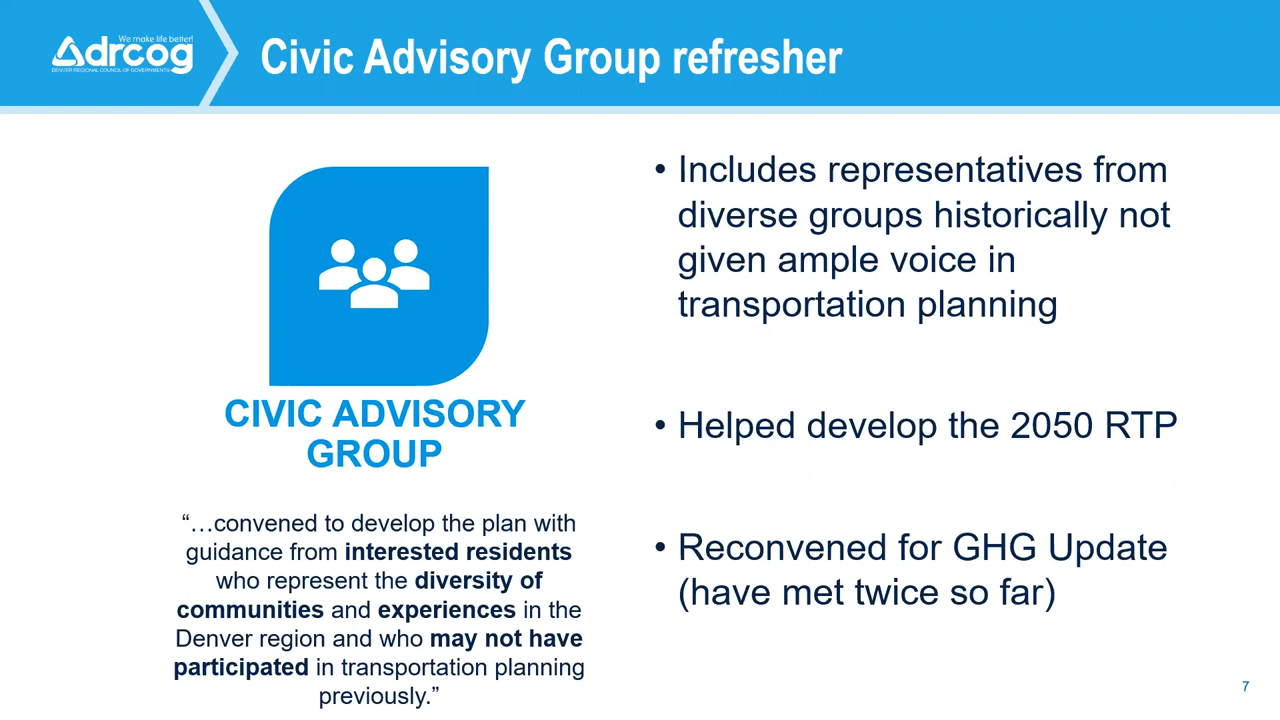 We make life better!
drcog
DENVER REGIONAL COUNCIL OF GOVERNMENTS
Civic Advisory Group refresher
CIVIC ADVISORY
GROUP
“…convened to develop the plan with
guidance from interested residents
who represent the diversity of
communities and experiences in the
Denver region and who may not have
participated in transportation planning
previously.”
• Includes representatives from
diverse groups historically not
given ample voice in
transportation planning
• Helped develop the 2050 RTP
• Reconvened for GHG Update
(have met twice so far)
7